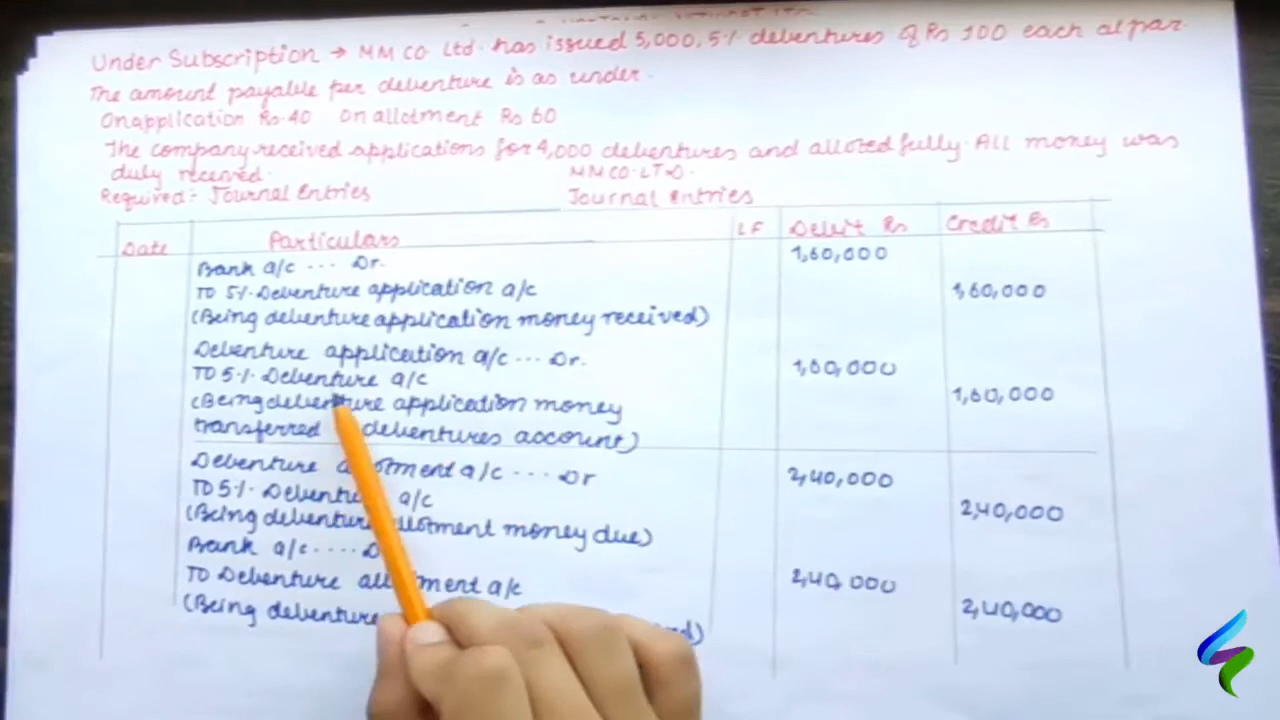 Under Subscription → MM CO Ltd. has issued 5,000, 5% debentures of Rs 100 each at par.
The amount payable per debenture is as under.
On application Rs 40 On allotment Rs 60
The company received applications for 4,000 debentures and alloted fully. All money was
duly received.
MM CO. LTD.
Required:- Journal Entries
Journal Entries
Date Particulars LF Debit Rs Credit Rs
Bank a/c ... Dr. 1,60,000
TO 5% Debenture application a/c 1,60,000
(Being debenture application money received)
Debenture application a/c ... Dr. 1,60,000
TO 5% Debenture a/c 1,60,000
(Being debenture application money
transferred debentures account)
Debenture allotment a/c ... Dr 2,40,000
TO 5% Debenture a/c 2,40,000
(Being debenture allotment money due)
Bank a/c .... 2,40,000
TO Debenture allotment a/c 2,40,000
(Being debenture